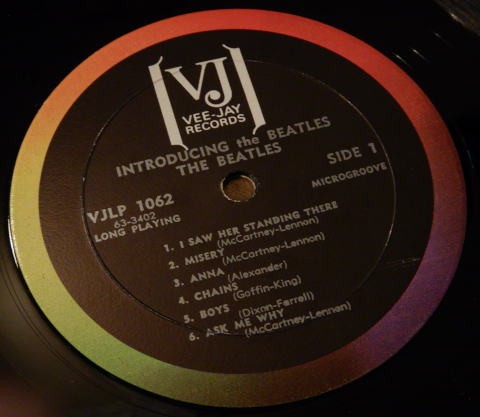 VJ
VEE-JAY
RECORDS
INTRODUCING the BEATLES
THE BEATLES
SIDE 1
MICROGROOVE
VJLP 1062
63-3402
LONG PLAYING
1. I SAW HER STANDING THERE
(McCartney-Lennon)
2. MISERY
(McCartney-Lennon)
3. ANNA
(Alexander)
4. CHAINS
(Goffin-King)
5. BOYS
(Dixon-Farrell)
6. ASK ME WHY
(McCartney-Lennon)